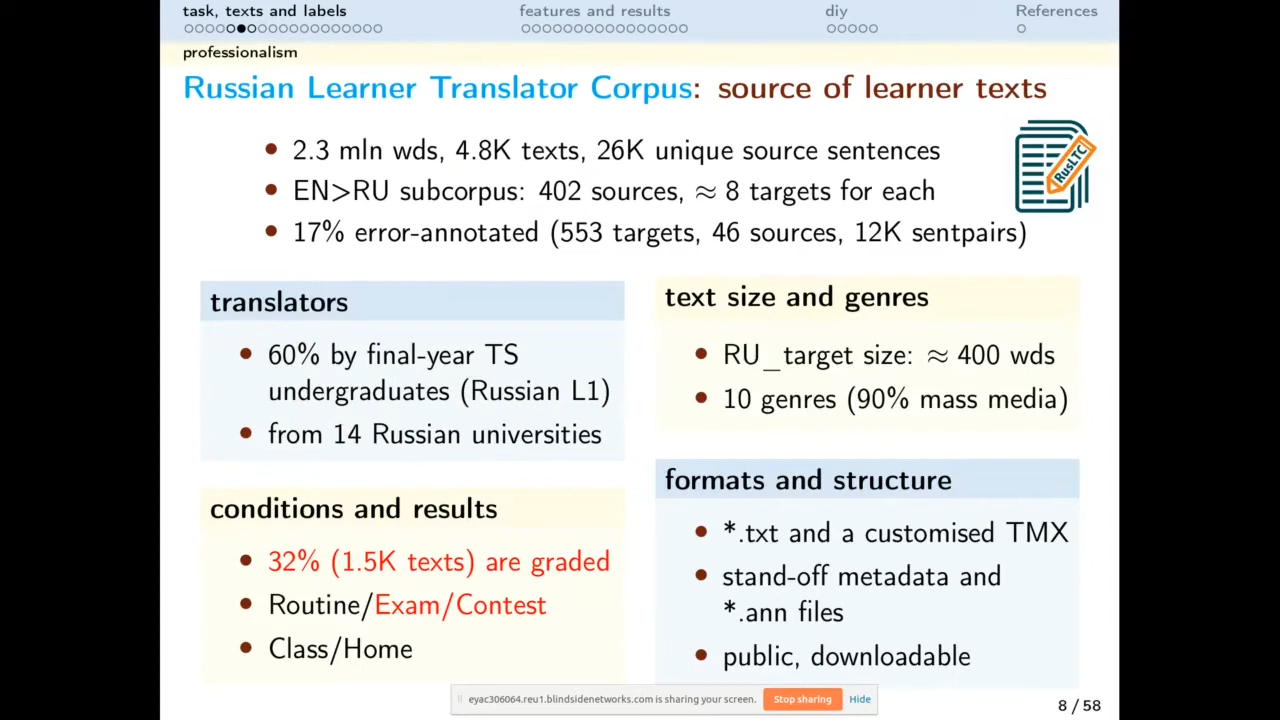 task, texts and labels
features and results
diy
References
professionalism
Russian Learner Translator Corpus: source of learner texts
• 2.3 mln wds, 4.8K texts, 26K unique source sentences
• EN>RU subcorpus: 402 sources, ≈ 8 targets for each
• 17% error-annotated (553 targets, 46 sources, 12K sentpairs)
RusLTC
translators
• 60% by final-year TS
undergraduates (Russian L1)
• from 14 Russian universities
conditions and results
• 32% (1.5K texts) are graded
• Routine/Exam/Contest
• Class/Home
text size and genres
• RU_target size: ≈ 400 wds
• 10 genres (90% mass media)
formats and structure
• *.txt and a customised TMX
• stand-off metadata and
*.ann files
• public, downloadable
eyac306064.reu1.blindsidenetworks.com is sharing your screen.
Stop sharing
Hide
8 / 58